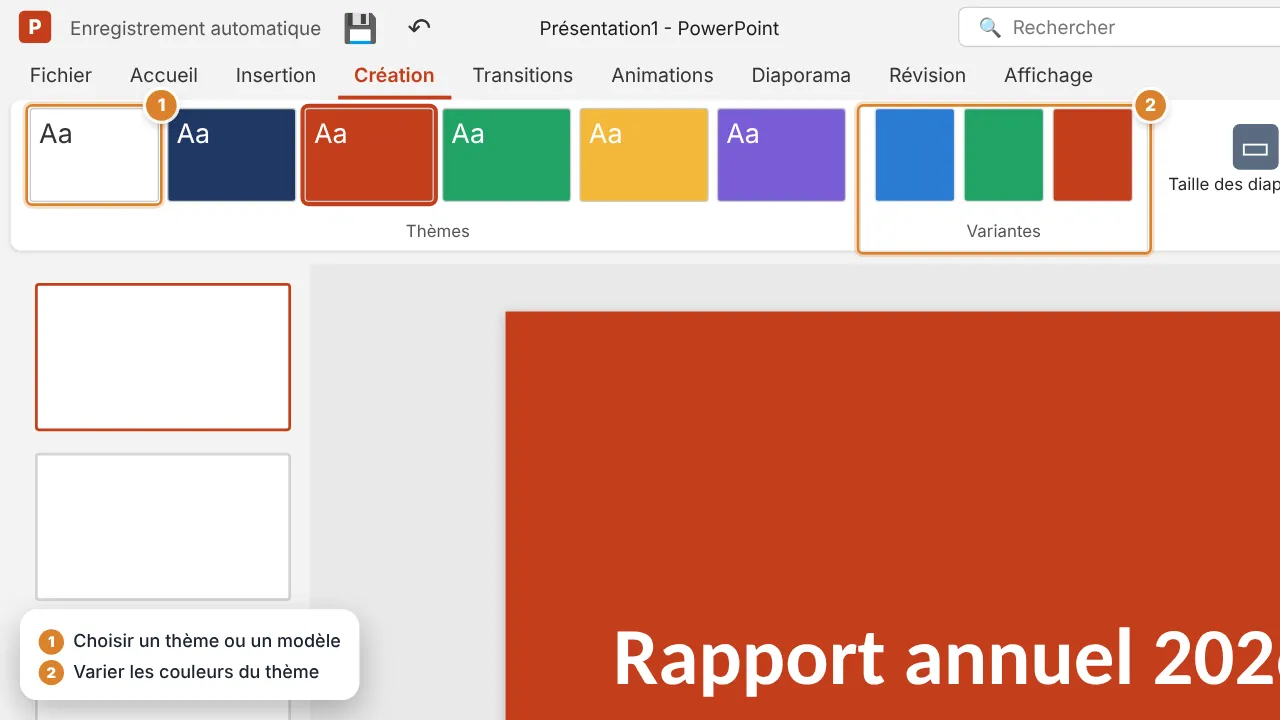 P Enregistrement automatique Présentation1 - PowerPoint Rechercher
Fichier Accueil Insertion Création Transitions Animations Diaporama Révision Affichage
1 2
Aa Aa Aa Aa Aa Aa
Taille des diap
Thèmes Variantes
Rapport annuel 202
1 Choisir un thème ou un modèle
2 Varier les couleurs du thème